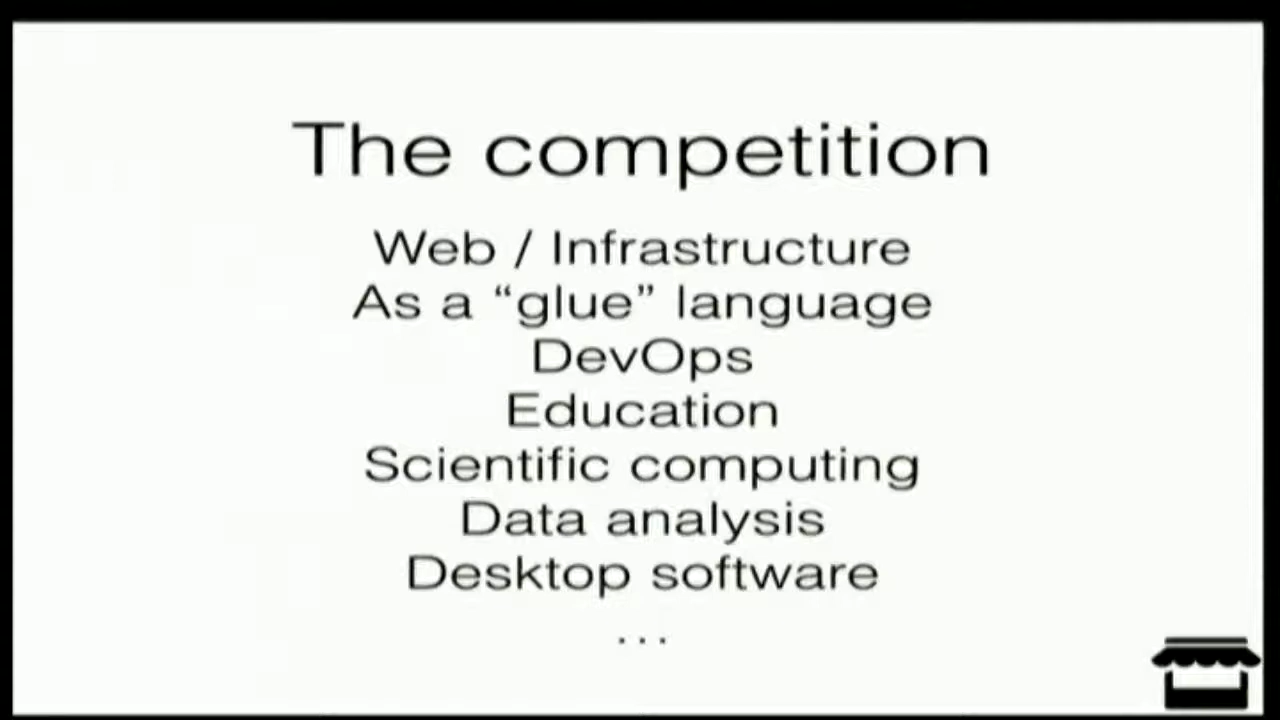 The competition
Web / Infrastructure
As a “glue” language
DevOps
Education
Scientific computing
Data analysis
Desktop software
...